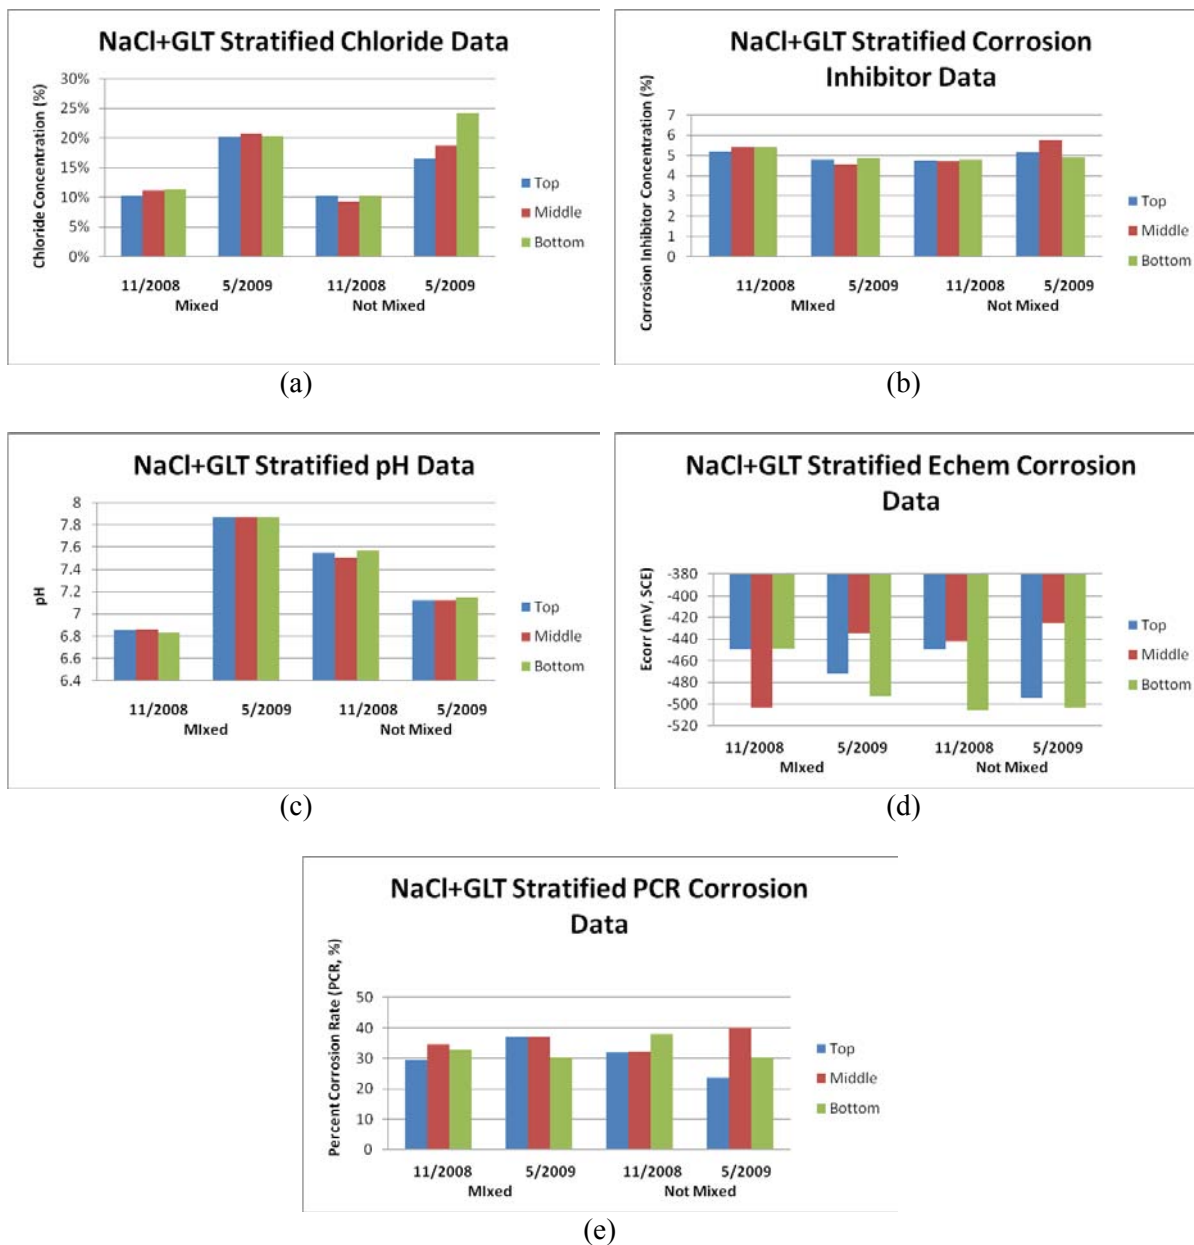 NaCl+GLT Stratified Chloride Data
Chloride Concentration (%)
30%
25%
20%
15%
10%
5%
0%
11/2008 5/2009 11/2008 5/2009
Mixed Not Mixed
Top
Middle
Bottom
(a)
NaCl+GLT Stratified Corrosion
Inhibitor Data
Corrosion Inhibitor Concentration (%)
7
6
5
4
3
2
1
0
11/2008 5/2009 11/2008 5/2009
MIxed Not Mixed
Top
Middle
Bottom
(b)
NaCl+GLT Stratified pH Data
pH
8
7.8
7.6
7.4
7.2
7
6.8
6.6
6.4
11/2008 5/2009 11/2008 5/2009
MIxed Not Mixed
Top
Middle
Bottom
(c)
NaCl+GLT Stratified Echem Corrosion
Data
Ecorr (mV, SCE)
-380
-400
-420
-440
-460
-480
-500
-520
11/2008 5/2009 11/2008 5/2009
MIxed Not Mixed
Top
Middle
Bottom
(d)
NaCl+GLT Stratified PCR Corrosion
Data
Percent Corrosion Rate (PCR, %)
50
40
30
20
10
0
11/2008 5/2009 11/2008 5/2009
MIxed Not Mixed
Top
Middle
Bottom
(e)